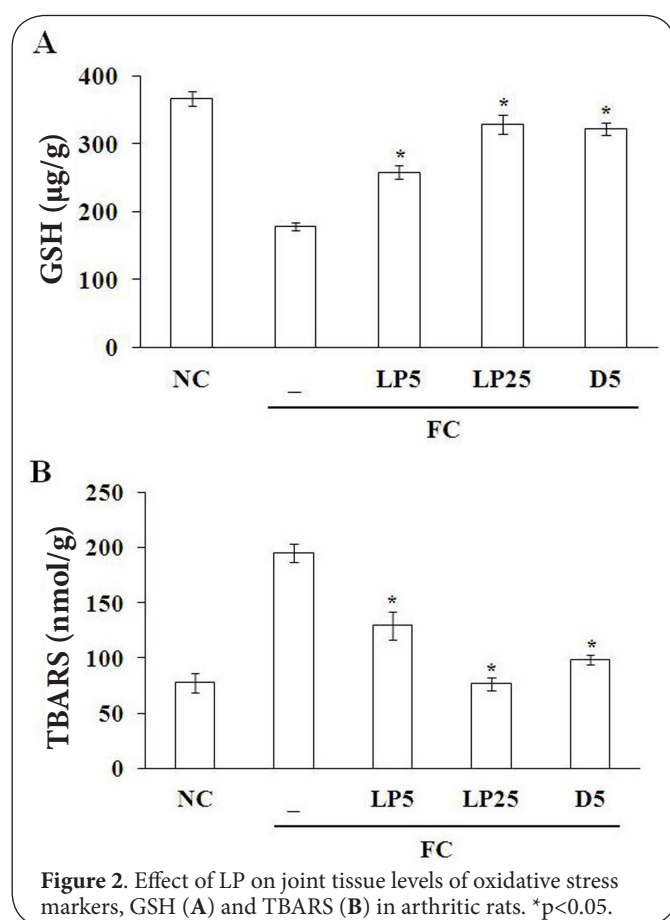 A
GSH (µg/g)
400
300
200
100
0
*
*
*
NC
_
LP5
LP25
D5
FC
B
TBARS (nmol/g)
250
200
150
100
50
0
*
*
*
NC
_
LP5
LP25
D5
FC
Figure 2. Effect of LP on joint tissue levels of oxidative stress
markers, GSH (A) and TBARS (B) in arthritic rats. *p<0.05.